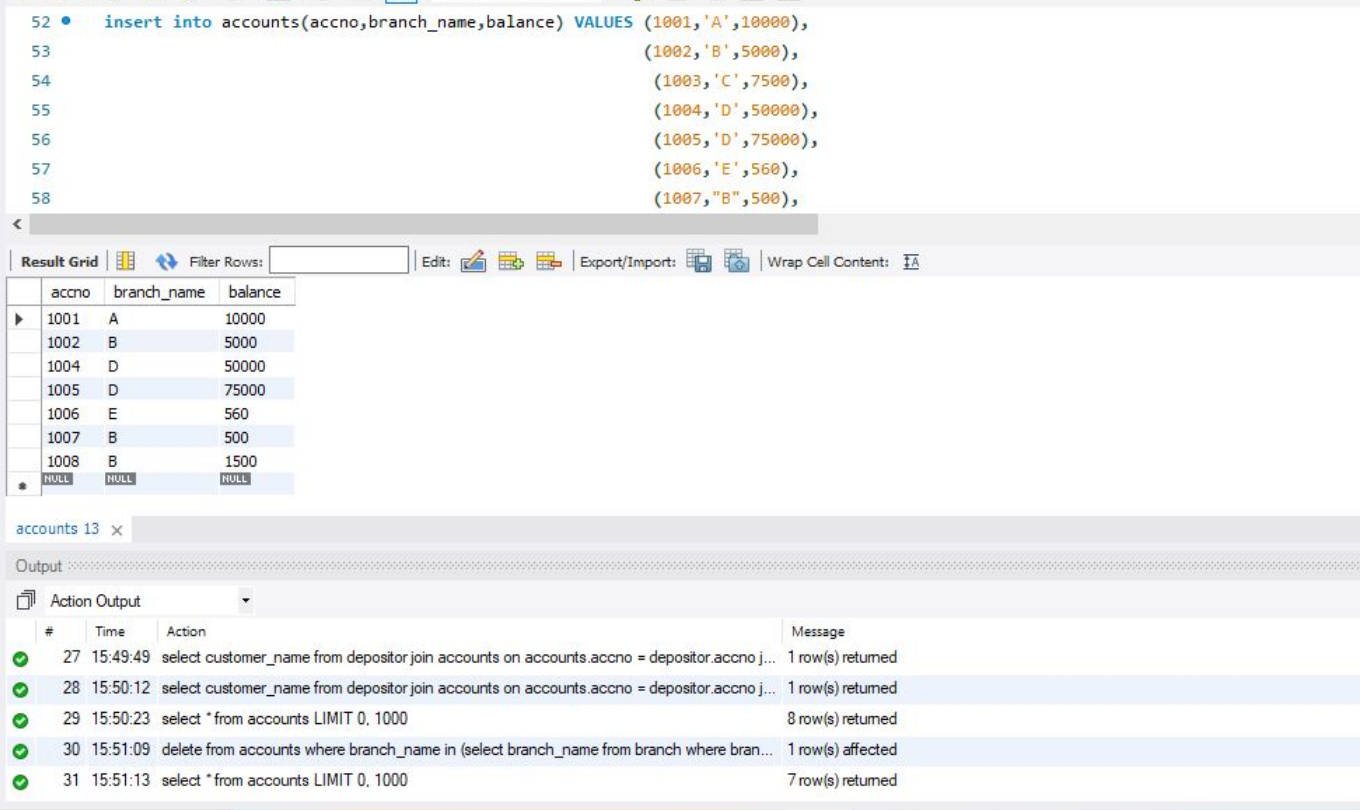 52 insert into accounts(accno,branch_name,balance) VALUES (1001,'A',10000),
53 (1002,'B',5000),
54 (1003,'C',7500),
55 (1004,'D',50000),
56 (1005,'D',75000),
57 (1006,'E',560),
58 (1007,"B",500),
Result Grid Filter Rows: Edit: Export/Import: Wrap Cell Content:
accno branch_name balance
1001 A 10000
1002 B 5000
1004 D 50000
1005 D 75000
1006 E 560
1007 B 500
1008 B 1500
NULL NULL NULL
accounts 13
Output
Action Output
# Time Action Message
27 15:49:49 select customer_name from depositor join accounts on accounts.accno = depositor.accno j... 1 row(s) returned
28 15:50:12 select customer_name from depositor join accounts on accounts.accno = depositor.accno j... 1 row(s) returned
29 15:50:23 select * from accounts LIMIT 0, 1000 8 row(s) returned
30 15:51:09 delete from accounts where branch_name in (select branch_name from branch where bran... 1 row(s) affected
31 15:51:13 select * from accounts LIMIT 0, 1000 7 row(s) returned